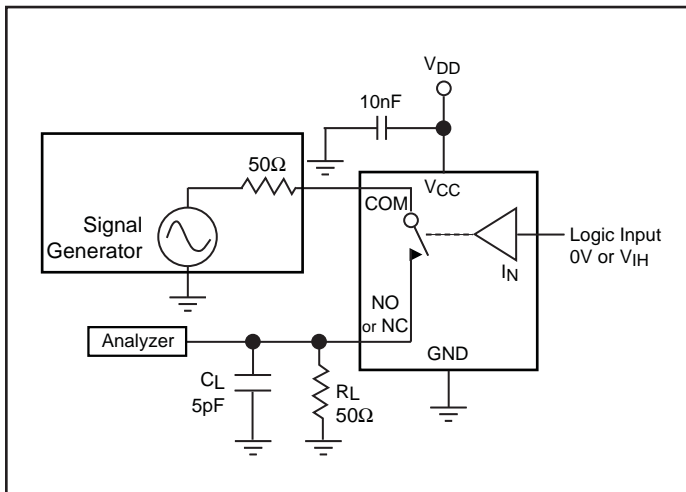 VDD
10nF
50Ω
VCC
COM
Signal
Generator
Logic Input
0V or VIH
IN
NO
or NC
Analyzer
GND
CL
5pF
RL
50Ω